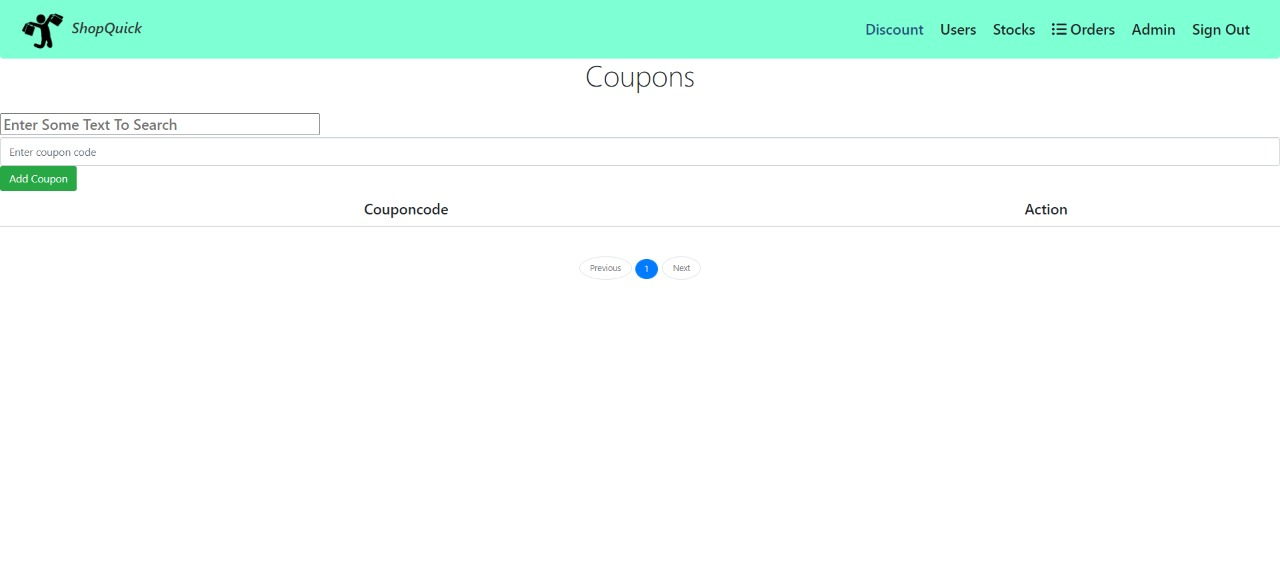 ShopQuick Discount Users Stocks Orders Admin Sign Out
Coupons
Enter Some Text To Search
Enter coupon code
Add Coupon
Couponcode Action
Previous 1 Next